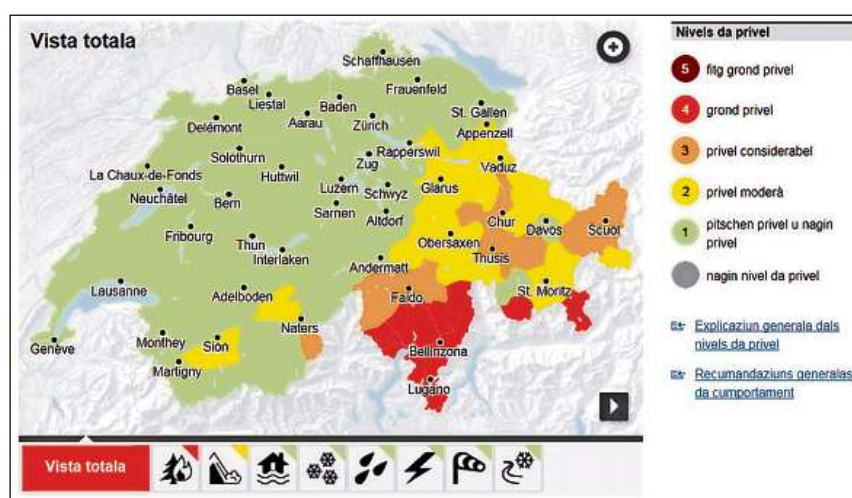 Vista totala
Schaffhausen
Basel
Liestal
Baden
Frauenfeld
Delémont
Aarau
Zürich
St. Gallen
Appenzell
Solothurn
Zug
Rapperswil
Vaduz
La Chaux-de-Fonds
Huttwil
Neuchâtel
Bern
Luzern
Schwyz
Glarus
Sarnen
Altdorf
Chur
Davos
Scuol
Fribourg
Thun
Interlaken
Obersaxen
Thusis
Andermatt
Lausanne
Adelboden
Faido
St. Moritz
Naters
Genève
Monthey
Sion
Bellinzona
Martigny
Lugano
Vista totala
Nivels da privel
5 fitg grond privel
4 grond privel
3 privel considerabel
2 privel moderà
1 pitschen privel u nagin
privel
nagin nivel da privel
Explicaziun generala dals
nivels da privel
Recumandaziuns generalas
da cumportament